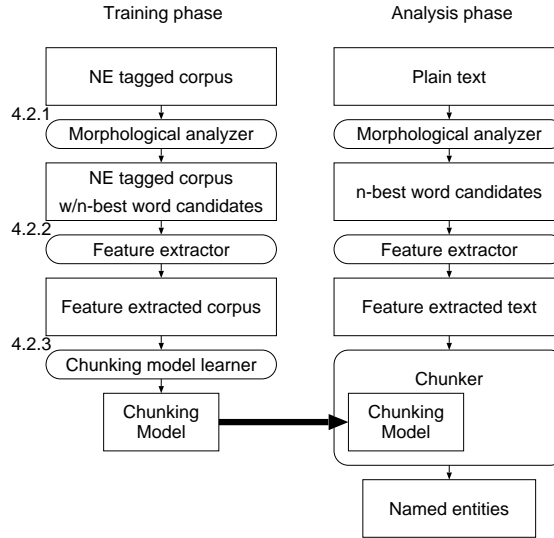 Training phase
NE tagged corpus
4.2.1
Morphological analyzer
NE tagged corpus
w/n-best word candidates
4.2.2
Feature extractor
Feature extracted corpus
4.2.3
Chunking model learner
Chunking
Model
Analysis phase
Plain text
Morphological analyzer
n-best word candidates
Feature extractor
Feature extracted text
Chunker
Chunking
Model
Named entities